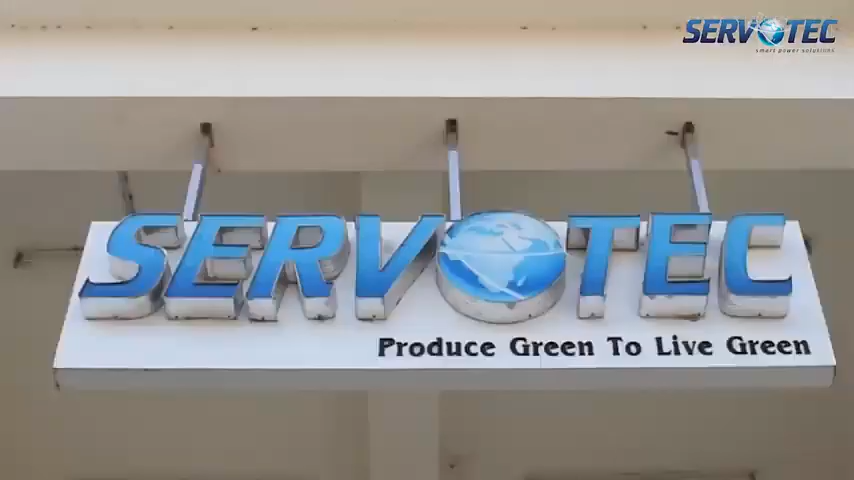 SERVOTEC
smart power solutions
SERVOTEC
Produce Green To Live Green